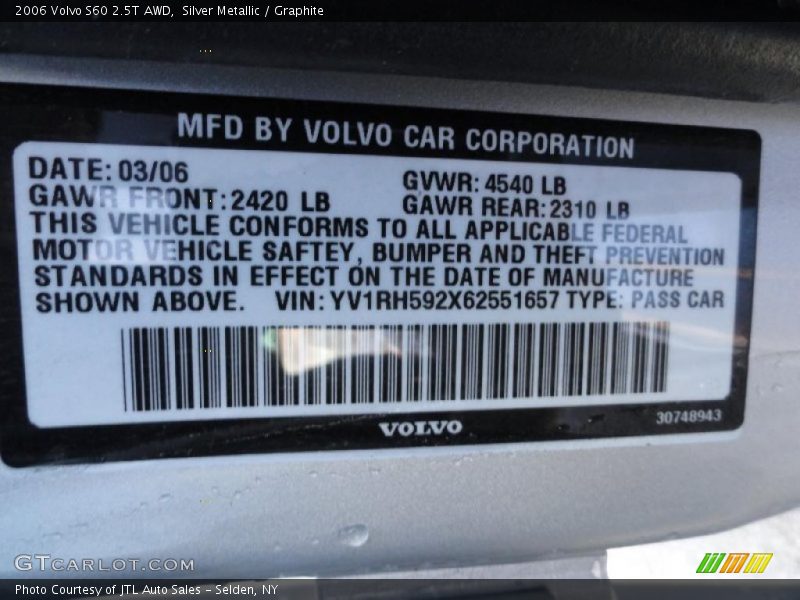 2006 Volvo S60 2.5T AWD, Silver Metallic / Graphite
MFD BY VOLVO CAR CORPORATION
DATE: 03/06 GVWR: 4540 LB
GAWR FRONT: 2420 LB GAWR REAR: 2310 LB
THIS VEHICLE CONFORMS TO ALL APPLICABLE FEDERAL
MOTOR VEHICLE SAFTEY, BUMPER AND THEFT PREVENTION
STANDARDS IN EFFECT ON THE DATE OF MANUFACTURE
SHOWN ABOVE. VIN: YV1RH592X62551657 TYPE: PASS CAR
VOLVO
30748943
GTCARLOT.COM
Photo Courtesy of JTL Auto Sales - Selden, NY